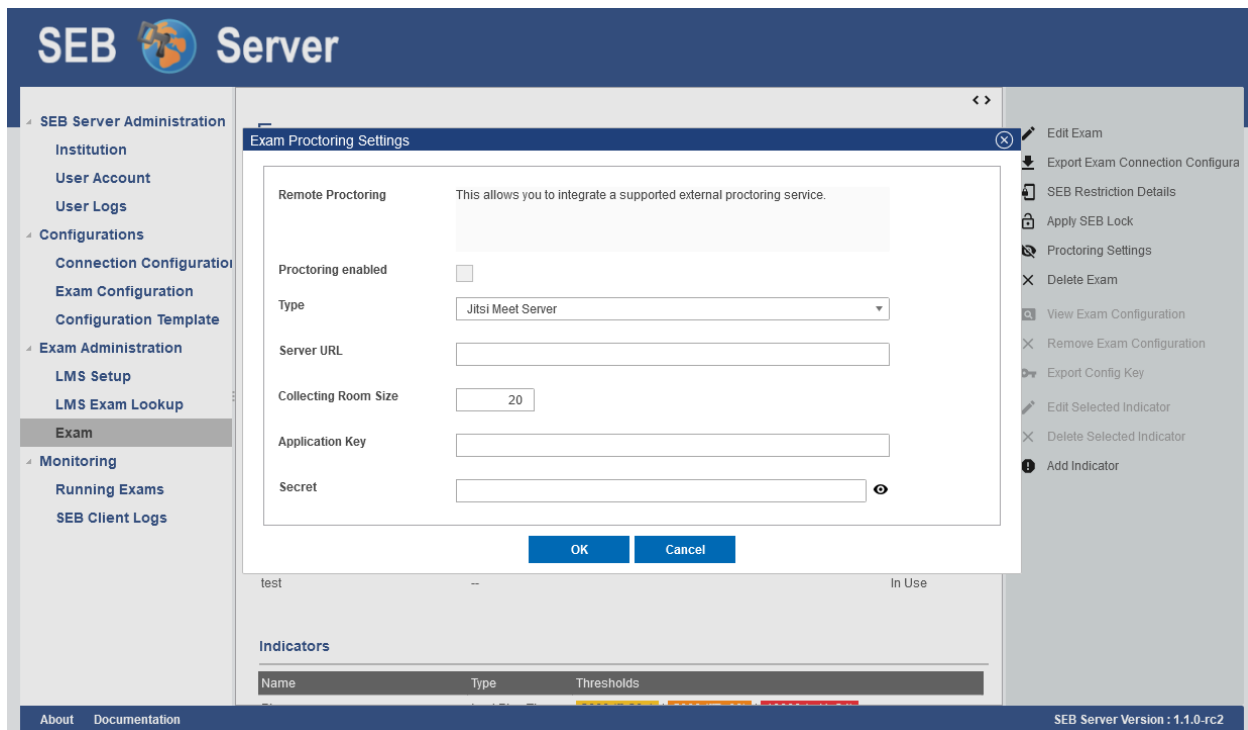 SEB Server
SEB Server Administration
Institution
User Account
User Logs
Configurations
Connection Configuration
Exam Configuration
Configuration Template
Exam Administration
LMS Setup
LMS Exam Lookup
Exam
Monitoring
Running Exams
SEB Client Logs
Exam Proctoring Settings
Remote Proctoring This allows you to integrate a supported external proctoring service.
Proctoring enabled
Type Jitsi Meet Server
Server URL
Collecting Room Size 20
Application Key
Secret
OK Cancel
test -- In Use
Indicators
Name Type Thresholds
Edit Exam
Export Exam Connection Configura
SEB Restriction Details
Apply SEB Lock
Proctoring Settings
Delete Exam
View Exam Configuration
Remove Exam Configuration
Export Config Key
Edit Selected Indicator
Delete Selected Indicator
Add Indicator
About Documentation
SEB Server Version : 1.1.0-rc2